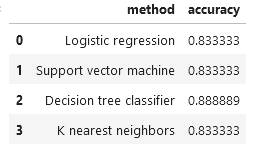 method accuracy
0 Logistic regression 0.833333
1 Support vector machine 0.833333
2 Decision tree classifier 0.888889
3 K nearest neighbors 0.833333